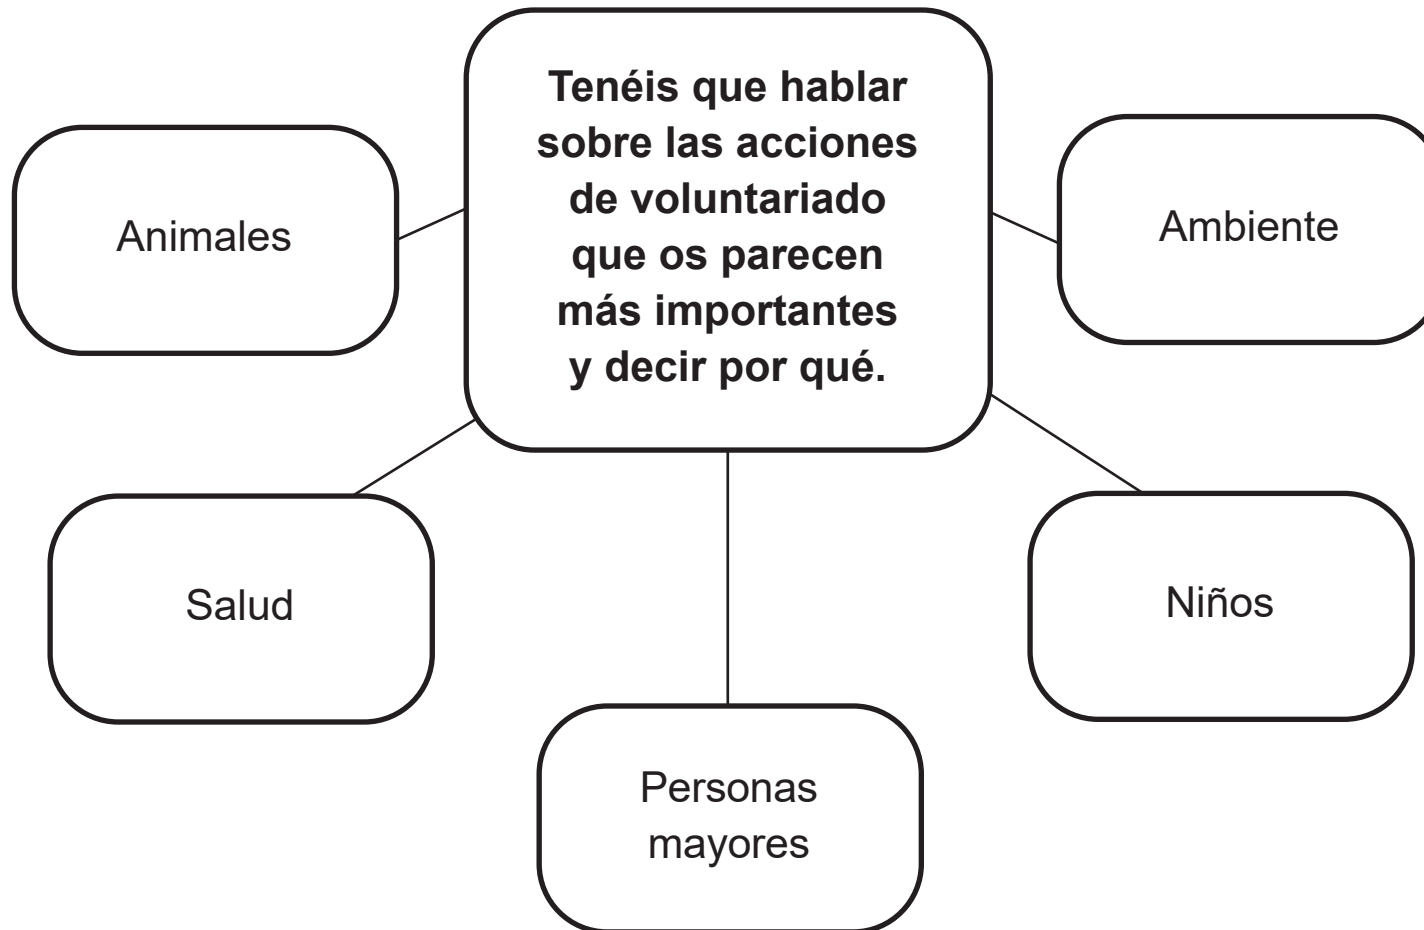 Tenéis que hablar
sobre las acciones
de voluntariado
que os parecen
más importantes
y decir por qué.
Animales
Ambiente
Salud
Niños
Personas
mayores